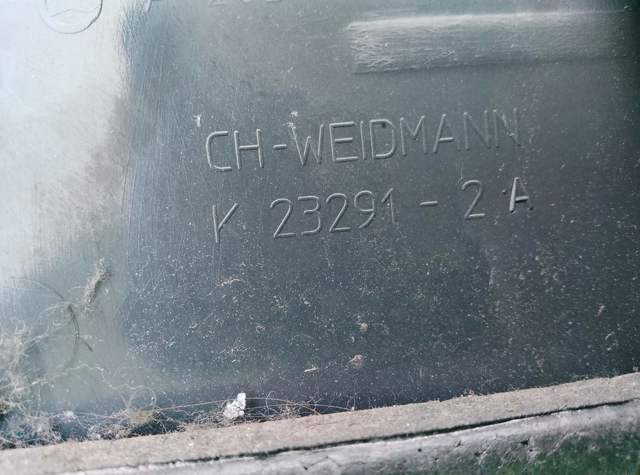 CH-WEIDMANN
K 23291 - 2 A